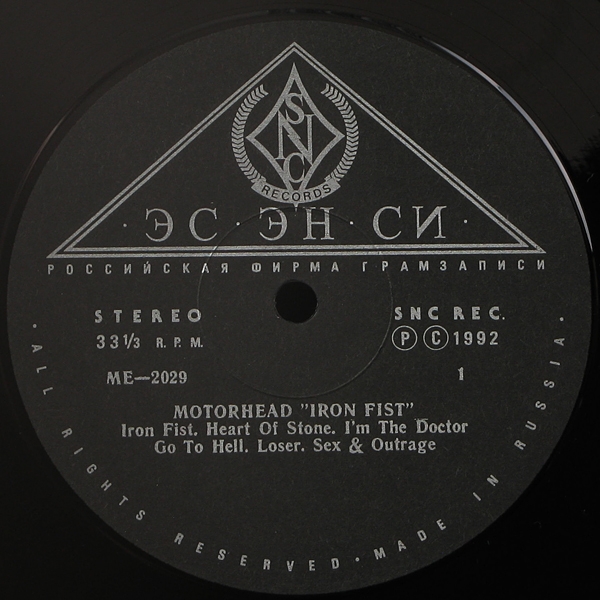 SNC
RECORDS
· ЭС · ЭН · СИ ·
РОССИЙСКАЯ ФИРМА ГРАМЗАПИСИ
STEREO
SNC REC.
33 1/3 R. P. M.
Ⓟ Ⓒ 1992
ME—2029
1
MOTORHEAD "IRON FIST"
Iron Fist. Heart Of Stone. I'm The Doctor
Go To Hell. Loser. Sex & Outrage
· ALL RIGHTS RESERVED · MADE IN RUSSIA ·